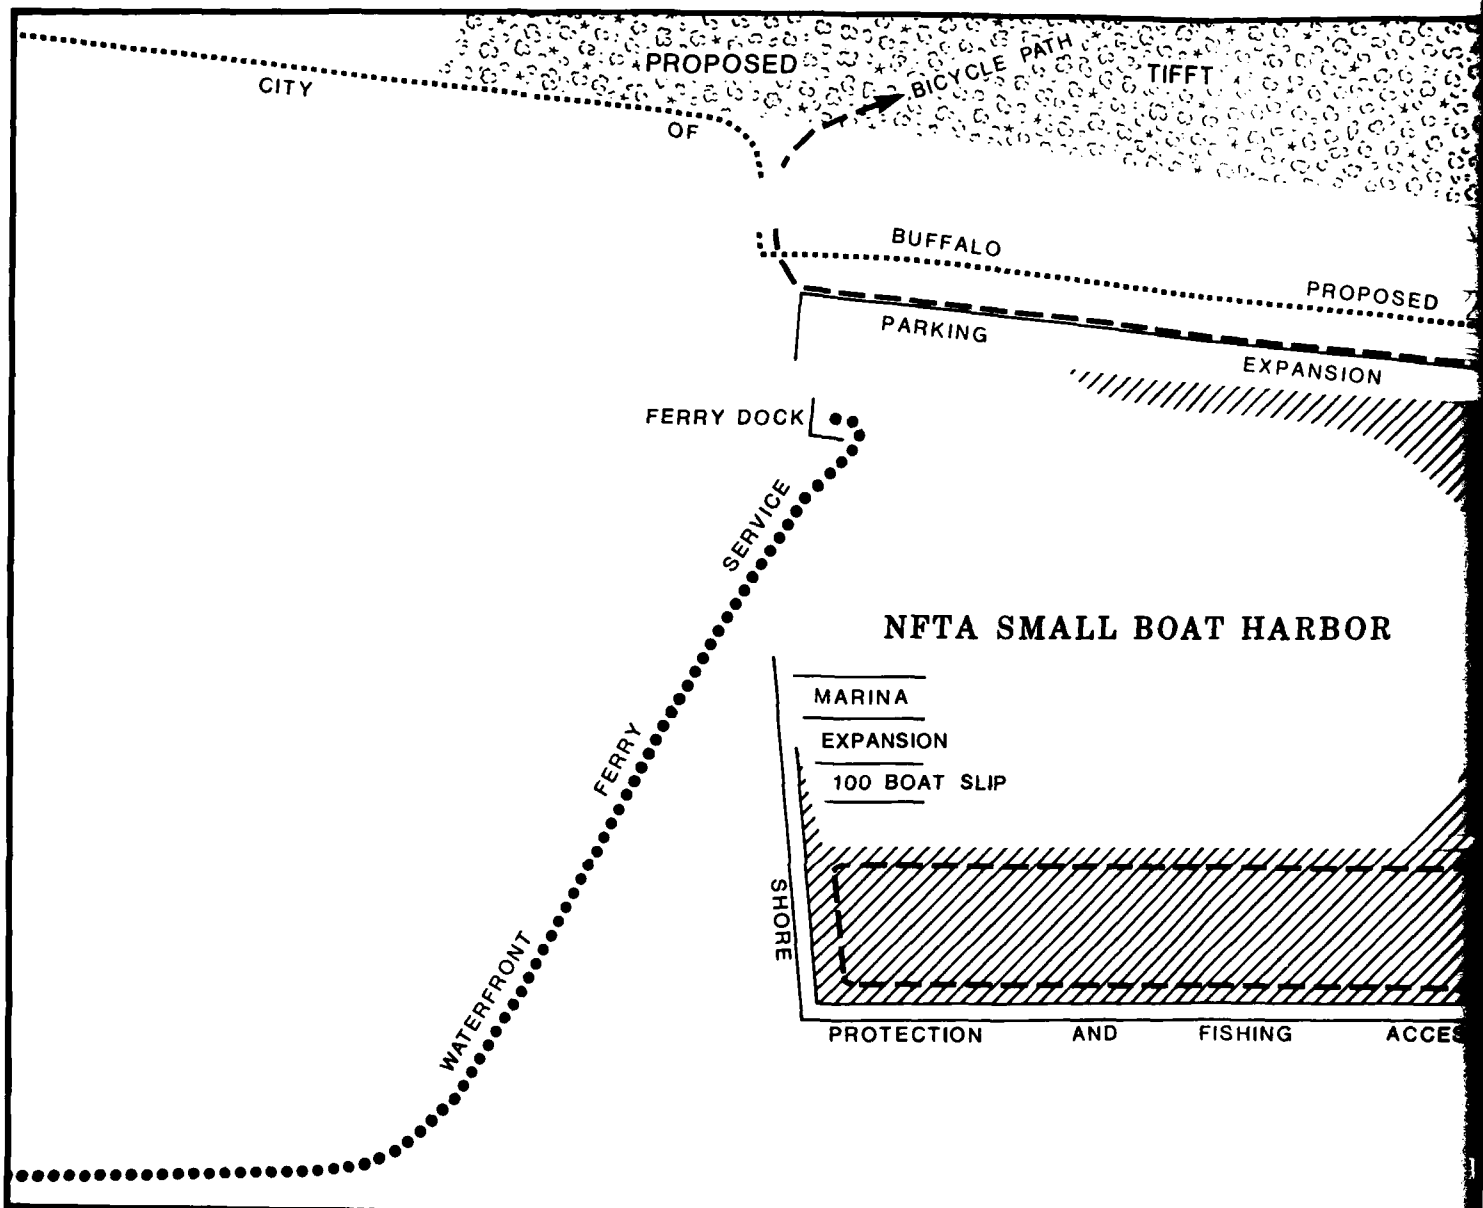 PROPOSED
BICYCLE PATH
TIFFT
CITY
OF
BUFFALO
PROPOSED
PARKING
EXPANSION
FERRY DOCK
SERVICE
NFTA SMALL BOAT HARBOR
MARINA
EXPANSION
100 BOAT SLIP
FERRY
WATERFRONT
SHORE
PROTECTION AND FISHING ACCES